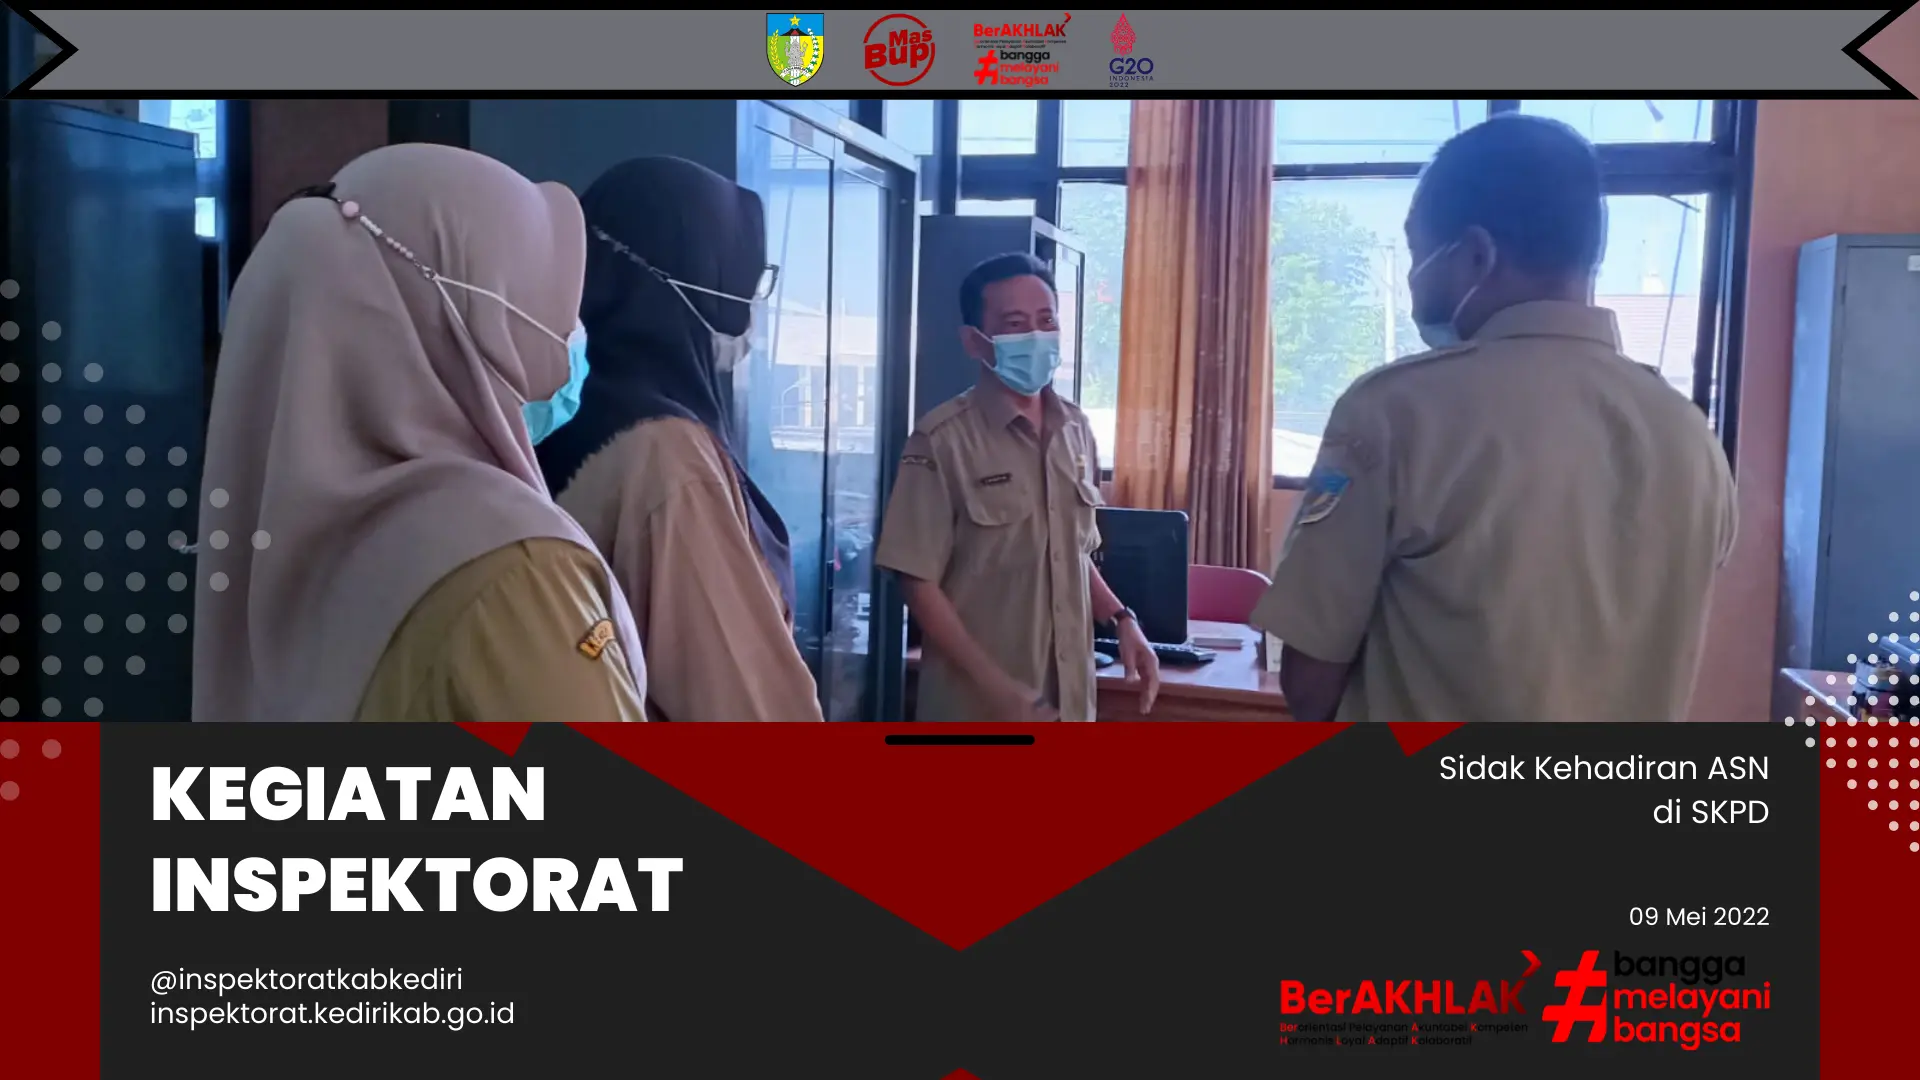 Mas
Bup
BerAKHLAK
bangga
melayani
bangsa
G20
INDONESIA
2022
KEGIATAN
INSPEKTORAT
@inspektoratkabkediri
inspektorat.kedirikab.go.id
Sidak Kehadiran ASN
di SKPD
09 Mei 2022
BerAKHLAK
Berorientasi Pelayanan Akuntabel Kompeten
Harmonis Loyal Adaptif Kolaboratif
bangga
melayani
bangsa